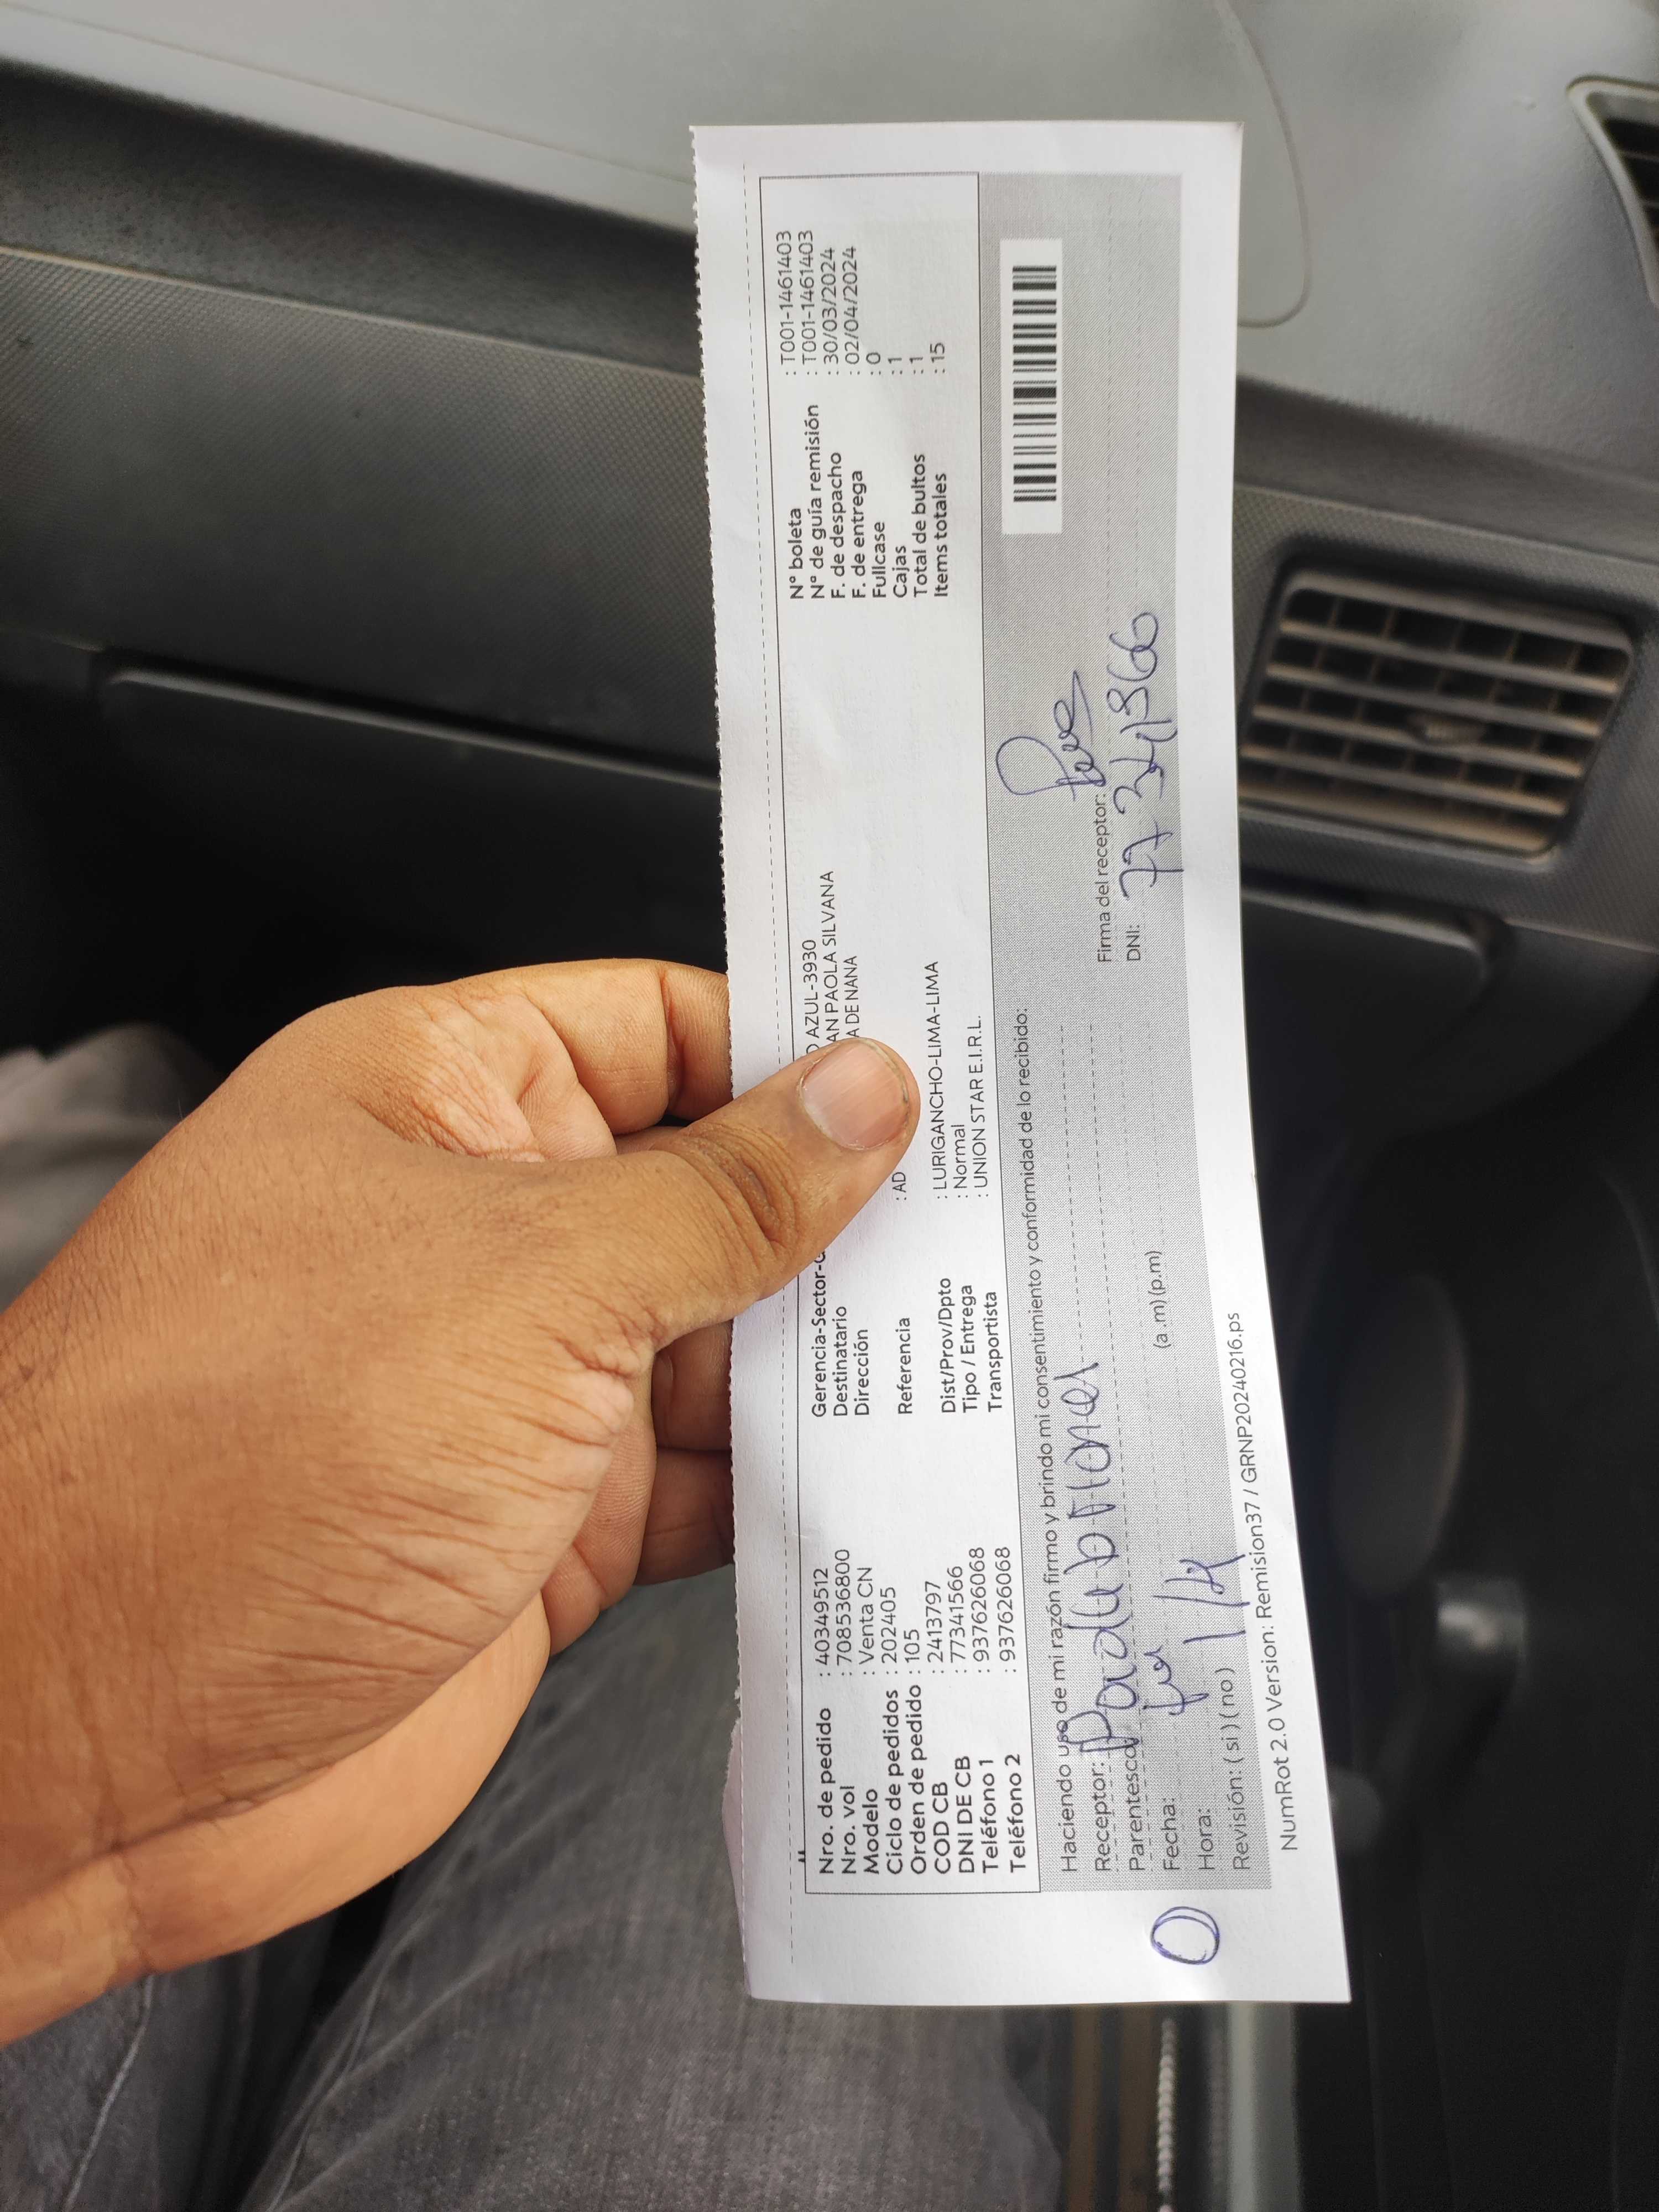 Nro. de pedido : 40349512
Nro. vol : 708536800
Modelo : Venta CN
Ciclo de pedidos : 202405
Orden de pedido : 105
COD CB : 2413797
DNI DE CB : 77341566
Teléfono 1 : 937626068
Teléfono 2 : 937626068
Gerencia-Sector- AZUL-3930
Destinatario PAOLA SILVANA
Dirección DE NANA
Referencia : AD
Dist/Prov/Dpto : LURIGANCHO-LIMA-LIMA
Tipo / Entrega : Normal
Transportista : UNION STAR E.I.R.L.
N° boleta : T001-1461403
N° de guía remisión : T001-1461403
F. de despacho : 30/03/2024
F. de entrega : 02/04/2024
Fullcase : 0
Cajas : 1
Total de bultos : 1
Items totales : 15
Haciendo uso de mi razón firmo y brindo mi consentimiento y conformidad de lo recibido:
Receptor:
Parentesco:
Fecha: 1/4
Hora: (a .m) (p.m)
Revisión: ( si ) ( no )
Firma del receptor:
DNI:
NumRot 2.0 Version: Remision37 / GRNP20240216.ps